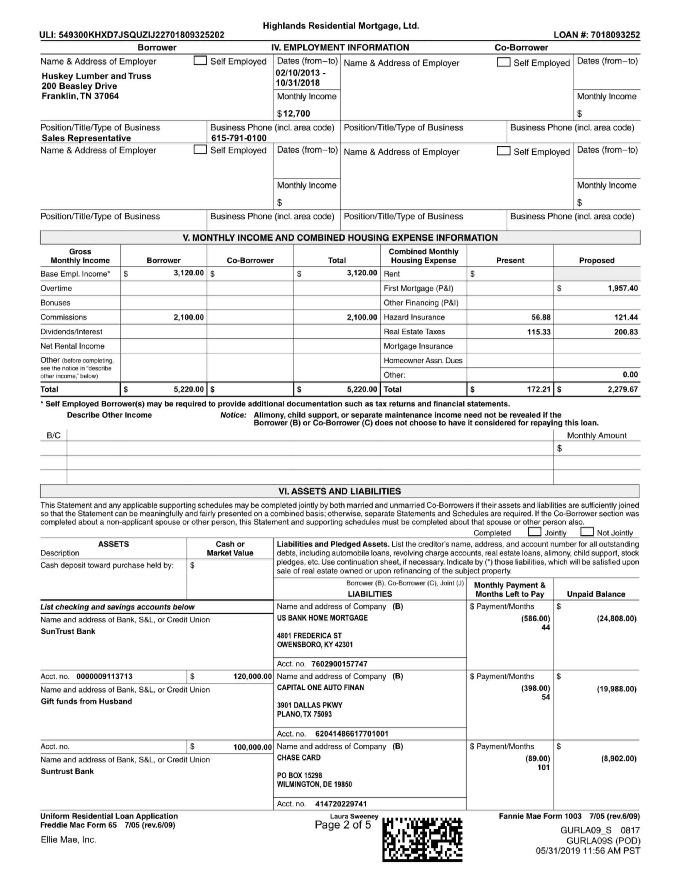 Highlands Residential Mortgage, Ltd.
ULI: 549300KHXD7JSQUZIJ22701809325202 LOAN #: 7018093252
Borrower IV. EMPLOYMENT INFORMATION Co-Borrower
Name & Address of Employer Self Employed Dates (from–to) Name & Address of Employer Self Employed Dates (from–to)
Huskey Lumber and Truss
200 Beasley Drive
Franklin, TN 37064
02/10/2013 -
10/31/2018
Monthly Income Monthly Income
$ 12,700 $
Position/Title/Type of Business Business Phone (incl. area code) Position/Title/Type of Business Business Phone (incl. area code)
Sales Representative 615-791-0100
Name & Address of Employer Self Employed Dates (from–to) Name & Address of Employer Self Employed Dates (from–to)
Monthly Income Monthly Income
$ $
Position/Title/Type of Business Business Phone (incl. area code) Position/Title/Type of Business Business Phone (incl. area code)
V. MONTHLY INCOME AND COMBINED HOUSING EXPENSE INFORMATION
Gross Monthly Income Borrower Co-Borrower Total Combined Monthly Housing Expense Present Proposed
Base Empl. Income* $ 3,120.00 $ $ 3,120.00 Rent $
Overtime First Mortgage (P&I) $ 1,957.40
Bonuses Other Financing (P&I)
Commissions 2,100.00 2,100.00 Hazard Insurance 56.88 121.44
Dividends/Interest Real Estate Taxes 115.33 200.83
Net Rental Income Mortgage Insurance
Other (before completing, Homeowner Assn. Dues
see the notice in "describe
other income," below) Other: 0.00
Total $ 5,220.00 $ $ 5,220.00 Total $ 172.21 $ 2,279.67
* Self Employed Borrower(s) may be required to provide additional documentation such as tax returns and financial statements.
Describe Other Income Notice: Alimony, child support, or separate maintenance income need not be revealed if the
Borrower (B) or Co-Borrower (C) does not choose to have it considered for repaying this loan.
B/C Monthly Amount
$
VI. ASSETS AND LIABILITIES
This Statement and any applicable supporting schedules may be completed jointly by both married and unmarried Co-Borrowers if their assets and liabilities are sufficiently joined
so that the Statement can be meaningfully and fairly presented on a combined basis; otherwise, separate Statements and Schedules are required. If the Co-Borrower section was
completed about a non-applicant spouse or other person, this Statement and supporting schedules must be completed about that spouse or other person also.
Completed Jointly Not Jointly
ASSETS
Description
Cash or
Market Value
Cash deposit toward purchase held by: $
Liabilities and Pledged Assets. List the creditor's name, address, and account number for all outstanding
debts, including automobile loans, revolving charge accounts, real estate loans, alimony, child support, stock
pledges, etc. Use continuation sheet, if necessary. Indicate by (*) those liabilities, which will be satisfied upon
sale of real estate owned or upon refinancing of the subject property.
Borrower (B), Co-Borrower (C), Joint (J)
LIABILITIES
Monthly Payment &
Months Left to Pay
Unpaid Balance
List checking and savings accounts below
Name and address of Company (B) $ Payment/Months $
Name and address of Bank, S&L, or Credit Union
SunTrust Bank
US BANK HOME MORTGAGE (586.00) (24,808.00)
44
4801 FREDERICA ST
OWENSBORO, KY 42301
Acct. no. 7602900157747
Acct. no. 0000009113713 $ 120,000.00 Name and address of Company (B) $ Payment/Months $
Name and address of Bank, S&L, or Credit Union
Gift funds from Husband
CAPITAL ONE AUTO FINAN (398.00) (19,988.00)
54
3901 DALLAS PKWY
PLANO, TX 75093
Acct. no. 62041486617701001
Acct. no. $ 100,000.00 Name and address of Company (B) $ Payment/Months $
Name and address of Bank, S&L, or Credit Union
Suntrust Bank
CHASE CARD (89.00) (8,902.00)
101
PO BOX 15298
WILMINGTON, DE 19850
Acct. no. 414720229741
Uniform Residential Loan Application
Freddie Mac Form 65 7/05 (rev.6/09)
Laura Sweeney
Page 2 of 5
Fannie Mae Form 1003 7/05 (rev.6/09)
Ellie Mae, Inc.
GURLA09_S 0817
GURLA09S (POD)
05/31/2019 11:56 AM PST